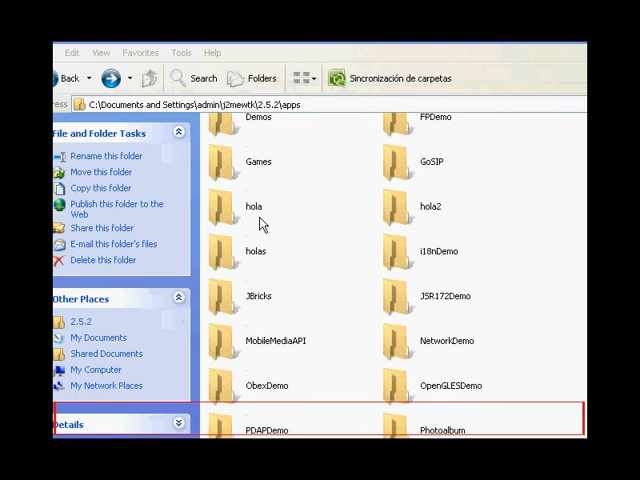 Edit View Favorites Tools Help
Back Search Folders Sincronización de carpetas
ress C:\Documents and Settings\admin\j2mewtk\2.5.2\apps
File and Folder Tasks
Rename this folder
Move this folder
Copy this folder
Publish this folder to the
Web
Share this folder
E-mail this folder's files
Delete this folder
Other Places
2.5.2
My Documents
Shared Documents
My Computer
My Network Places
Details
Demos FPDemo
Games GoSIP
hola hola2
holas i18nDemo
JBricks JSR172Demo
MobileMediaAPI NetworkDemo
ObexDemo OpenGLESDemo
PDAPDemo Photoalbum